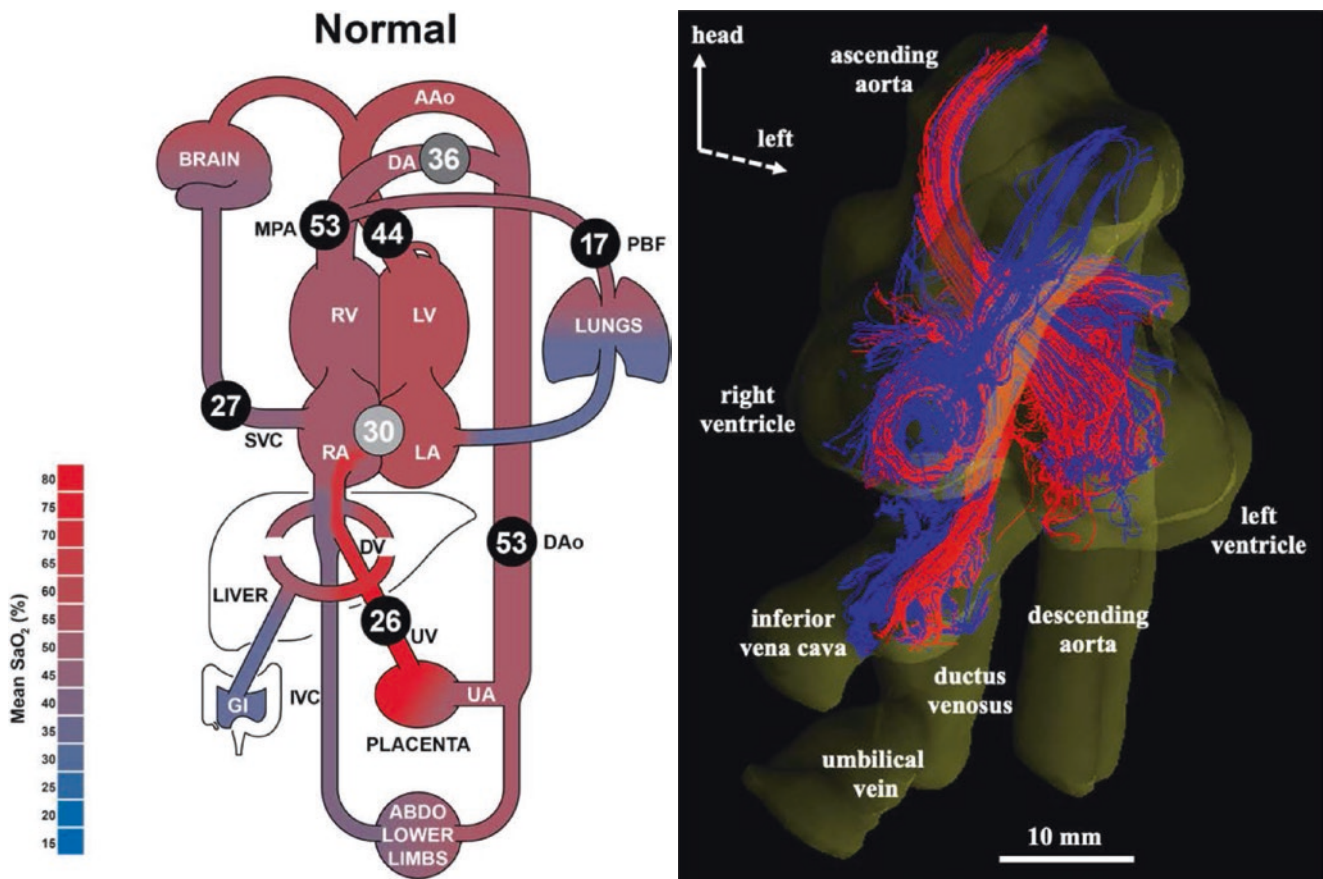 Normal
AAo
BRAIN
DA
36
MPA
53
44
17
PBF
RV
LV
LUNGS
27
SVC
30
RA
LA
Mean SaO₂ (%)
80
75
70
65
60
55
50
45
40
35
30
25
20
15
DV
53
DAo
LIVER
26
UV
GI
IVC
UA
PLACENTA
ABDO
LOWER
LIMBS
head
left
ascending
aorta
right
ventricle
left
ventricle
inferior
vena cava
descending
aorta
ductus
venosus
umbilical
vein
10 mm